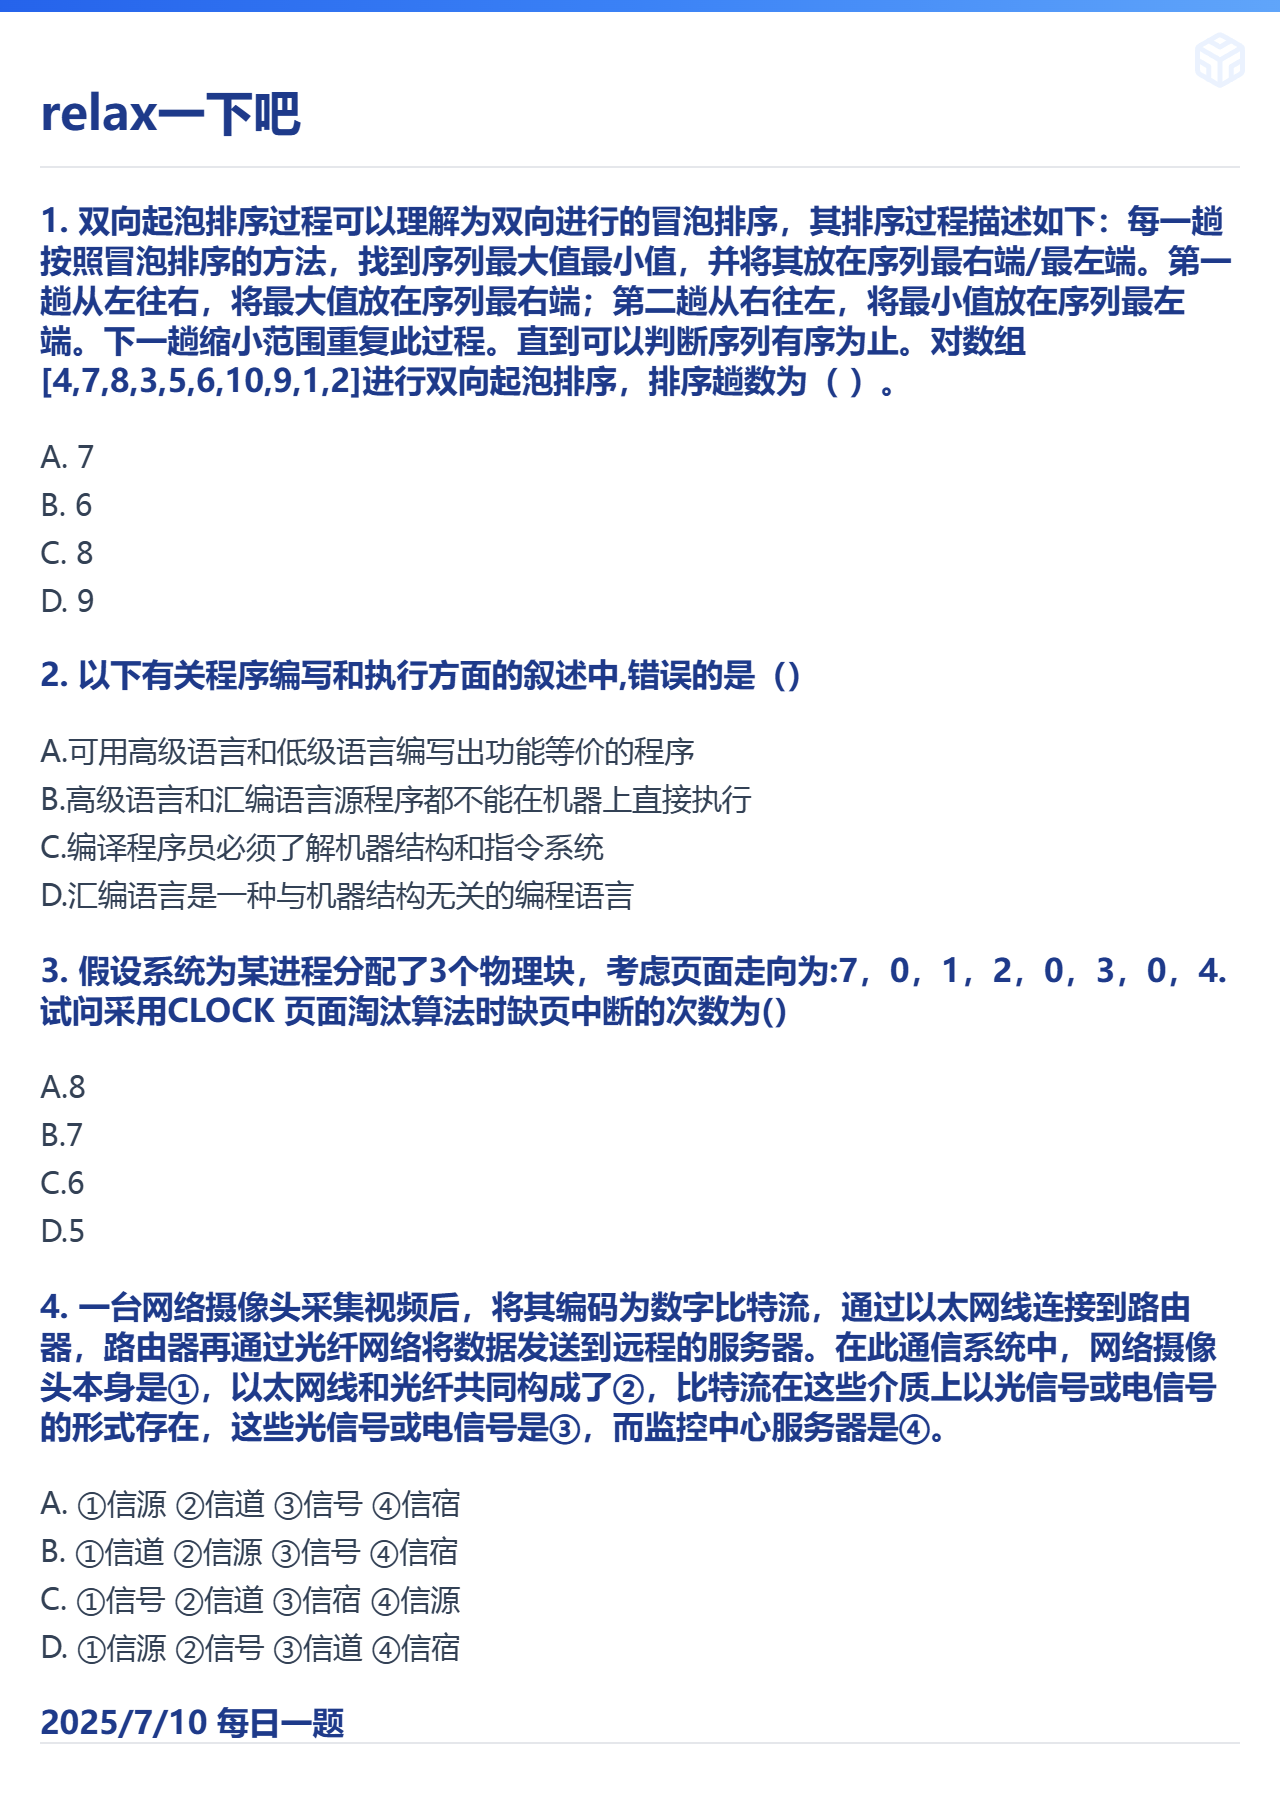 relax一下吧
1. 双向起泡排序过程可以理解为双向进行的冒泡排序，其排序过程描述如下：每一趟
按照冒泡排序的方法，找到序列最大值最小值，并将其放在序列最右端/最左端。第一
趟从左往右，将最大值放在序列最右端；第二趟从右往左，将最小值放在序列最左
端。下一趟缩小范围重复此过程。直到可以判断序列有序为止。对数组
[4,7,8,3,5,6,10,9,1,2]进行双向起泡排序，排序趟数为（ ）。
A. 7
B. 6
C. 8
D. 9
2. 以下有关程序编写和执行方面的叙述中,错误的是（）
A.可用高级语言和低级语言编写出功能等价的程序
B.高级语言和汇编语言源程序都不能在机器上直接执行
C.编译程序员必须了解机器结构和指令系统
D.汇编语言是一种与机器结构无关的编程语言
3. 假设系统为某进程分配了3个物理块，考虑页面走向为:7，0，1，2，0，3，0，4.
试问采用CLOCK 页面淘汰算法时缺页中断的次数为()
A.8
B.7
C.6
D.5
4. 一台网络摄像头采集视频后，将其编码为数字比特流，通过以太网线连接到路由
器，路由器再通过光纤网络将数据发送到远程的服务器。在此通信系统中，网络摄像
头本身是①，以太网线和光纤共同构成了②，比特流在这些介质上以光信号或电信号
的形式存在，这些光信号或电信号是③，而监控中心服务器是④。
A. ①信源 ②信道 ③信号 ④信宿
B. ①信道 ②信源 ③信号 ④信宿
C. ①信号 ②信道 ③信宿 ④信源
D. ①信源 ②信号 ③信道 ④信宿
2025/7/10 每日一题